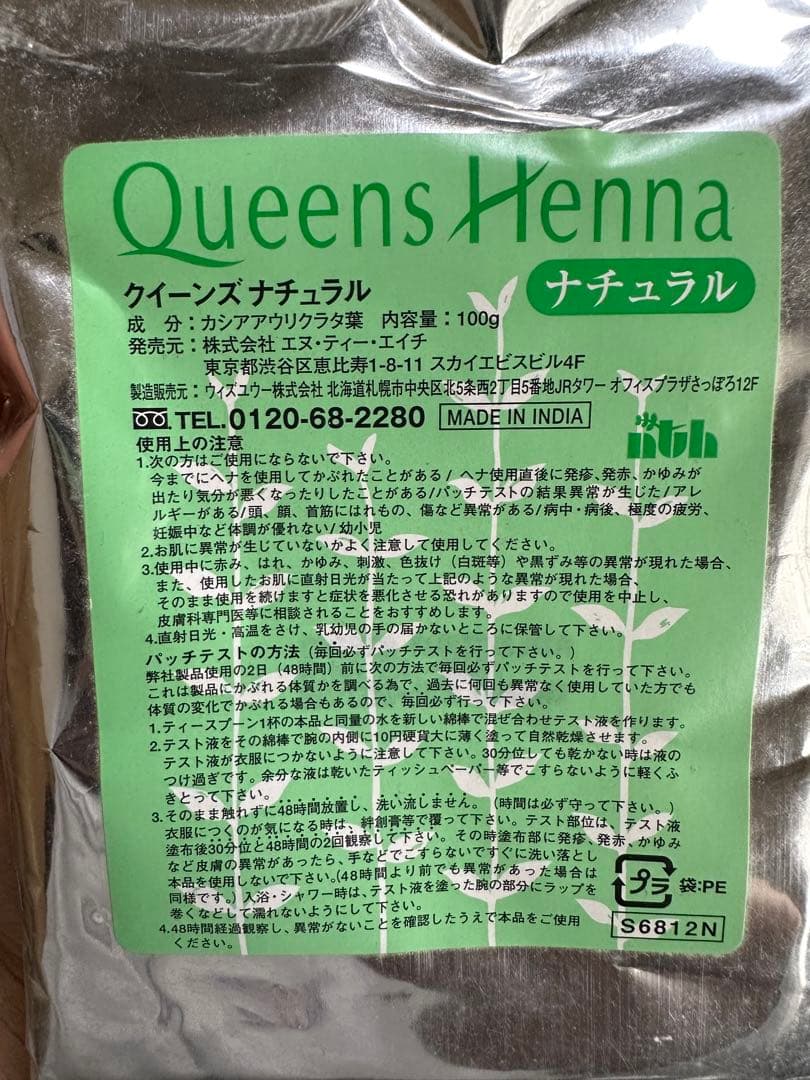 Queens Henna
ナチュラル
クイーンズ ナチュラル
成 分：カシアアウリクラタ葉 内容量：100g
発売元：株式会社 エヌ・ティー・エイチ
東京都渋谷区恵比寿1-8-11 スカイエビスビル4F
製造販売元：ウィズユウー株式会社 北海道札幌市中央区北5条西2丁目5番地JRタワー オフィスプラザさっぽろ12F
TEL.0120-68-2280 MADE IN INDIA
nth
使用上の注意
1.次の方はご使用にならないで下さい。
今までにヘナを使用してかぶれたことがある/ ヘナ使用直後に発疹、発赤、かゆみが
出たり気分が悪くなったりしたことがある/パッチテストの結果異常が生じた/アレ
ルギーがある/頭、顔、首筋にはれもの、傷など異常がある/病中・病後、極度の疲労、
妊娠中など体調が優れない/ 幼小児
2.お肌に異常が生じていないかよく注意して使用してください。
3.使用中に赤み、はれ、かゆみ、刺激、色抜け（白斑等）や黒ずみ等の異常が現れた場合、
また、使用したお肌に直射日光が当たって上記のような異常が現れた場合、
そのまま使用を続けますと症状を悪化させる恐れがありますので使用を中止し、
皮膚科専門医等に相談されることをおすすめします。
4.直射日光・高温をさけ、乳幼児の手の届かないところに保管して下さい。
パッチテストの方法（毎回必ずパッチテストを行って下さい。）
弊社製品使用の2日（48時間）前に次の方法で毎回必ずパッチテストを行って下さい。
これは製品にかぶれる体質かを調べる為で、過去に何回も異常なく使用していた方でも
体質の変化でかぶれる場合もあるので、毎回必ず行って下さい。
1.ティースプーン1杯の本品と同量の水を新しい綿棒で混ぜ合わせテスト液を作ります。
2.テスト液をその綿棒で腕の内側に10円硬貨大に薄く塗って自然乾燥させます。
テスト液が衣服につかないように注意して下さい。30分位しても乾かない時は液の
つけ過ぎです。余分な液は乾いたティッシュペーパー等でこすらないように軽くふ
きとって下さい。
3.そのまま触れずに48時間放置し、洗い流しません。（時間は必ず守って下さい。）
衣服につくのが気になる時は、絆創膏等で覆って下さい。テスト部位は、テスト液
塗布後30分位と48時間の2回観察して下さい。その時塗布部に発疹、発赤、かゆみ
など皮膚の異常があったら、手などでこすらないですぐに洗い落とし
本品を使用しないで下さい。(48時間より前でも異常があった場合は
同様です。）入浴・シャワー時は、テスト液を塗った腕の部分にラップを
巻くなどして濡れないようにして下さい。
4.48時間経過観察し、異常がないことを確認したうえで本品をご使用
ください。
プラ 袋:PE
S6812N